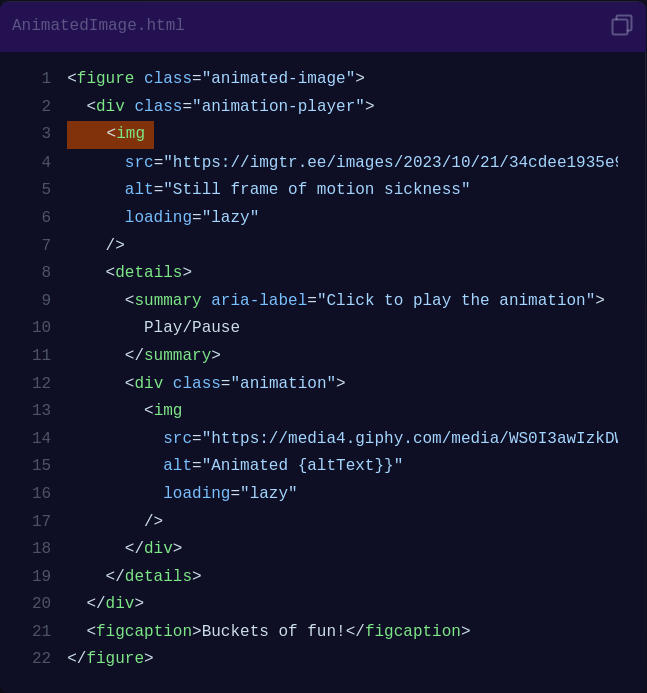 AnimatedImage.html
1 <figure class="animated-image">
2   <div class="animation-player">
3     <img
4       src="https://imgtr.ee/images/2023/10/21/34cdee1935e9
5       alt="Still frame of motion sickness"
6       loading="lazy"
7     />
8     <details>
9       <summary aria-label="Click to play the animation">
10         Play/Pause
11       </summary>
12       <div class="animation">
13         <img
14           src="https://media4.giphy.com/media/WS0I3awIzkDW
15           alt="Animated {altText}}"
16           loading="lazy"
17         />
18       </div>
19     </details>
20   </div>
21   <figcaption>Buckets of fun!</figcaption>
22 </figure>